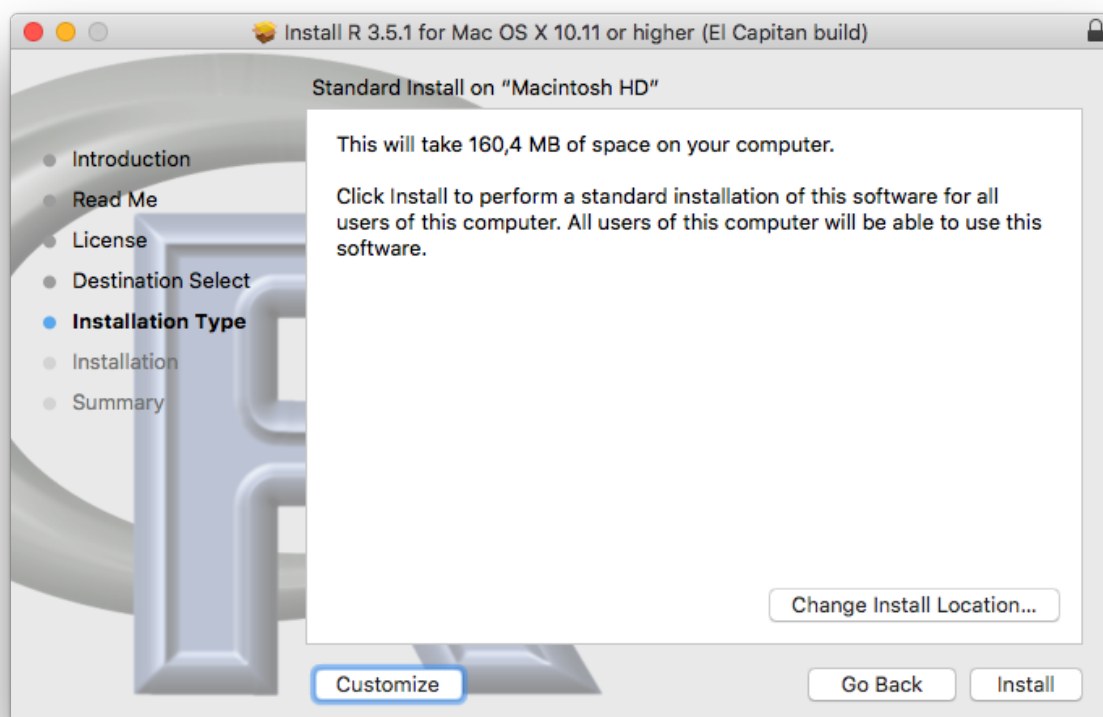 Install R 3.5.1 for Mac OS X 10.11 or higher (El Capitan build)
Standard Install on “Macintosh HD”
Introduction
Read Me
License
Destination Select
Installation Type
Installation
Summary
This will take 160,4 MB of space on your computer.
Click Install to perform a standard installation of this software for all
users of this computer. All users of this computer will be able to use this
software.
Change Install Location...
Customize
Go Back
Install